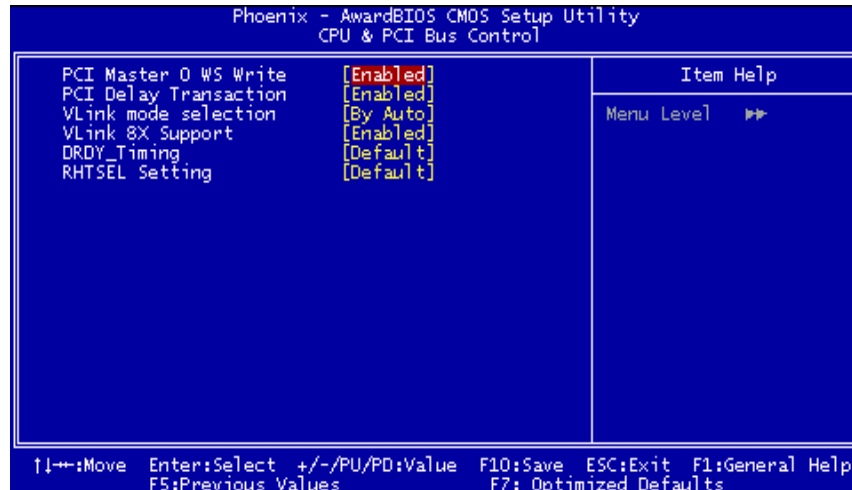 Phoenix - AwardBIOS CMOS Setup Utility
CPU & PCI Bus Control
PCI Master 0 WS Write [Enabled]
PCI Delay Transaction [Enabled]
VLink mode selection [By Auto]
VLink 8X Support [Enabled]
DRDY_Timing [Default]
RHTSEL Setting [Default]
Item Help
Menu Level ▶▶
↑↓→←:Move Enter:Select +/-/PU/PD:Value F10:Save ESC:Exit F1:General Help
F5:Previous Values F7: Optimized Defaults